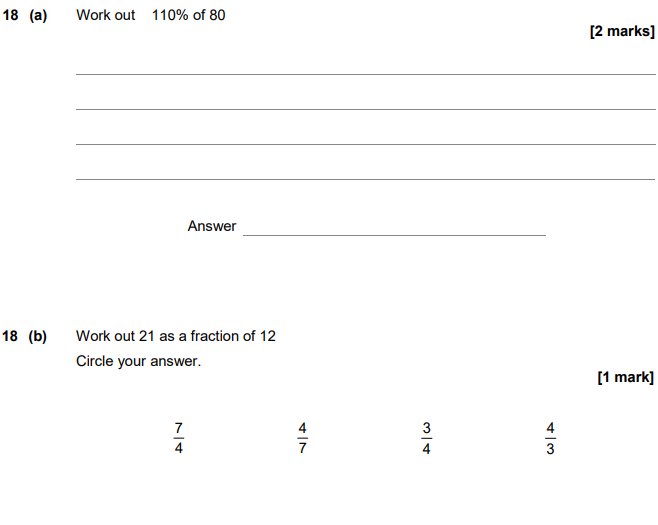 18 (a) Work out 110% of 80
[2 marks]
Answer
18 (b) Work out 21 as a fraction of 12
Circle your answer.
[1 mark]
7/4 4/7 3/4 4/3